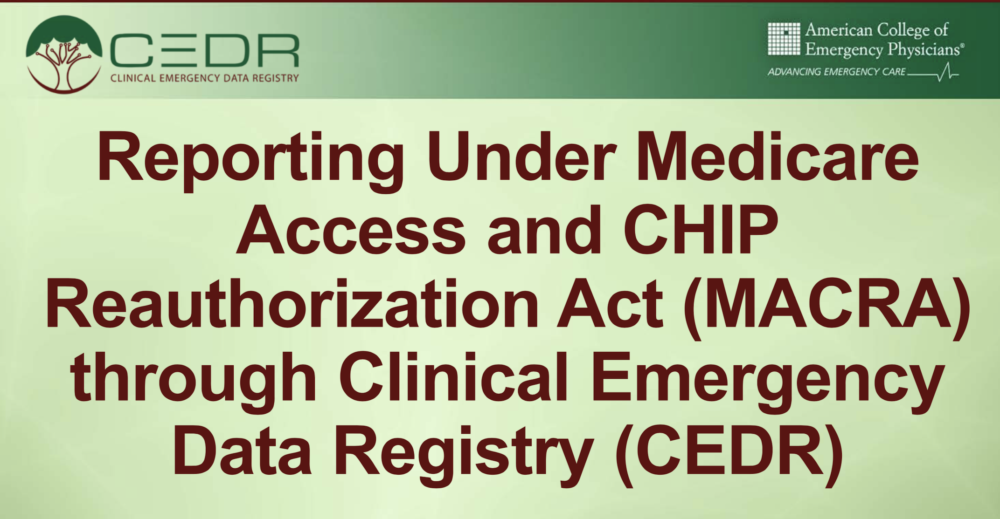 CEDR
CLINICAL EMERGENCY DATA REGISTRY
American College of
Emergency Physicians®
ADVANCING EMERGENCY CARE
Reporting Under Medicare
Access and CHIP
Reauthorization Act (MACRA)
through Clinical Emergency
Data Registry (CEDR)